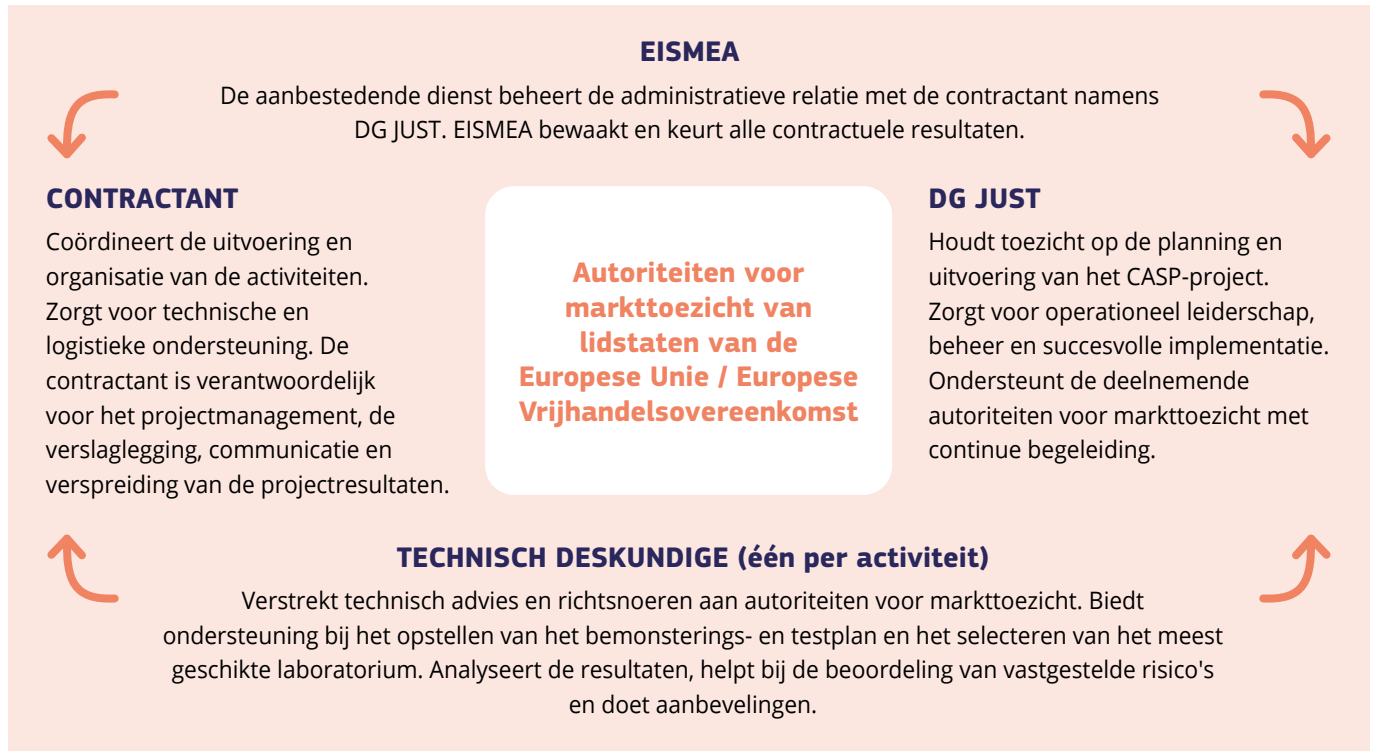 EISMEA
De aanbestedende dienst beheert de administratieve relatie met de contractant namens
DG JUST. EISMEA bewaakt en keurt alle contractuele resultaten.
CONTRACTANT
Coördineert de uitvoering en
organisatie van de activiteiten.
Zorgt voor technische en
logistieke ondersteuning. De
contractant is verantwoordelijk
voor het projectmanagement, de
verslaglegging, communicatie en
verspreiding van de projectresultaten.
Autoriteiten voor
markttoezicht van
lidstaten van de
Europese Unie / Europese
Vrijhandelsovereenkomst
DG JUST
Houdt toezicht op de planning en
uitvoering van het CASP-project.
Zorgt voor operationeel leiderschap,
beheer en succesvolle implementatie.
Ondersteunt de deelnemende
autoriteiten voor markttoezicht met
continue begeleiding.
TECHNISCH DESKUNDIGE (één per activiteit)
Verstrekt technisch advies en richtsnoeren aan autoriteiten voor markttoezicht. Biedt
ondersteuning bij het opstellen van het bemonsterings- en testplan en het selecteren van het meest
geschikte laboratorium. Analyseert de resultaten, helpt bij de beoordeling van vastgestelde risico's
en doet aanbevelingen.